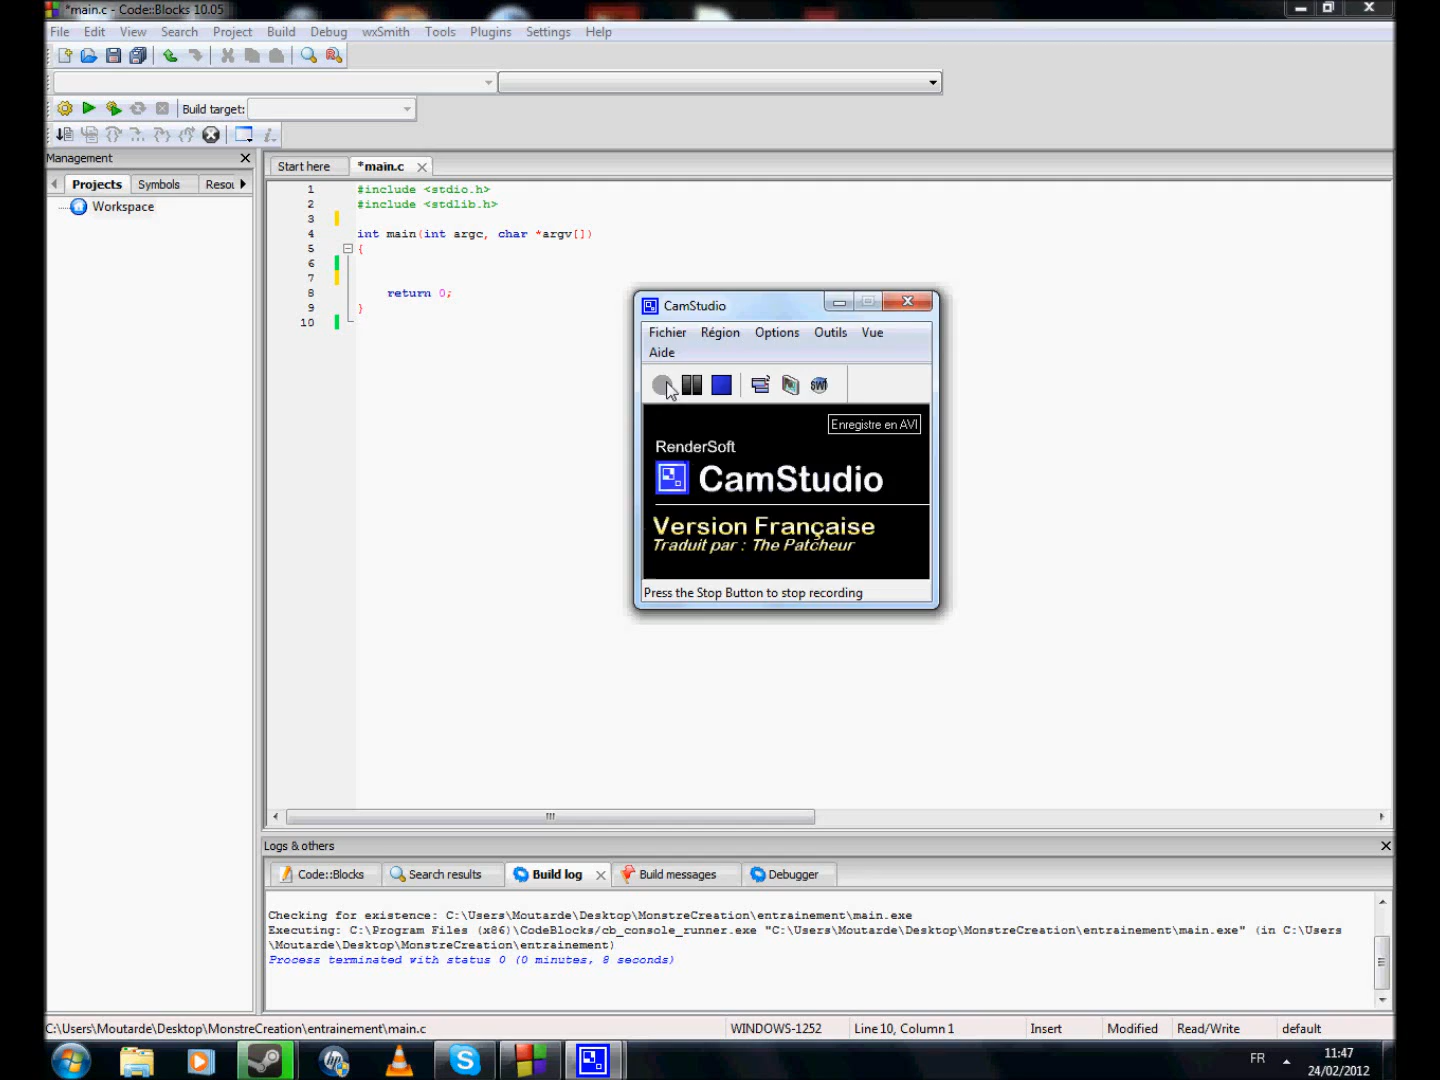 *main.c - Code::Blocks 10.05
File Edit View Search Project Build Debug wxSmith Tools Plugins Settings Help
Build target:
Management
Projects Symbols Resou
Workspace
Start here *main.c
1 #include <stdio.h>
2 #include <stdlib.h>
3
4 int main(int argc, char *argv[])
5 {
6
7
8 return 0;
9 }
10
CamStudio
Fichier Région Options Outils Vue
Aide
SWF
Enregistre en AVI
RenderSoft
CamStudio
Version Française
Traduit par : The Patcheur
Press the Stop Button to stop recording
Logs & others
Code::Blocks Search results Build log Build messages Debugger
Checking for existence: C:\Users\Moutarde\Desktop\MonstreCreation\entrainement\main.exe
Executing: C:\Program Files (x86)\CodeBlocks/cb_console_runner.exe "C:\Users\Moutarde\Desktop\MonstreCreation\entrainement\main.exe" (in C:\Users
\Moutarde\Desktop\MonstreCreation\entrainement)
Process terminated with status 0 (0 minutes, 8 seconds)
C:\Users\Moutarde\Desktop\MonstreCreation\entrainement\main.c WINDOWS-1252 Line 10, Column 1 Insert Modified Read/Write default
FR 11:47
24/02/2012